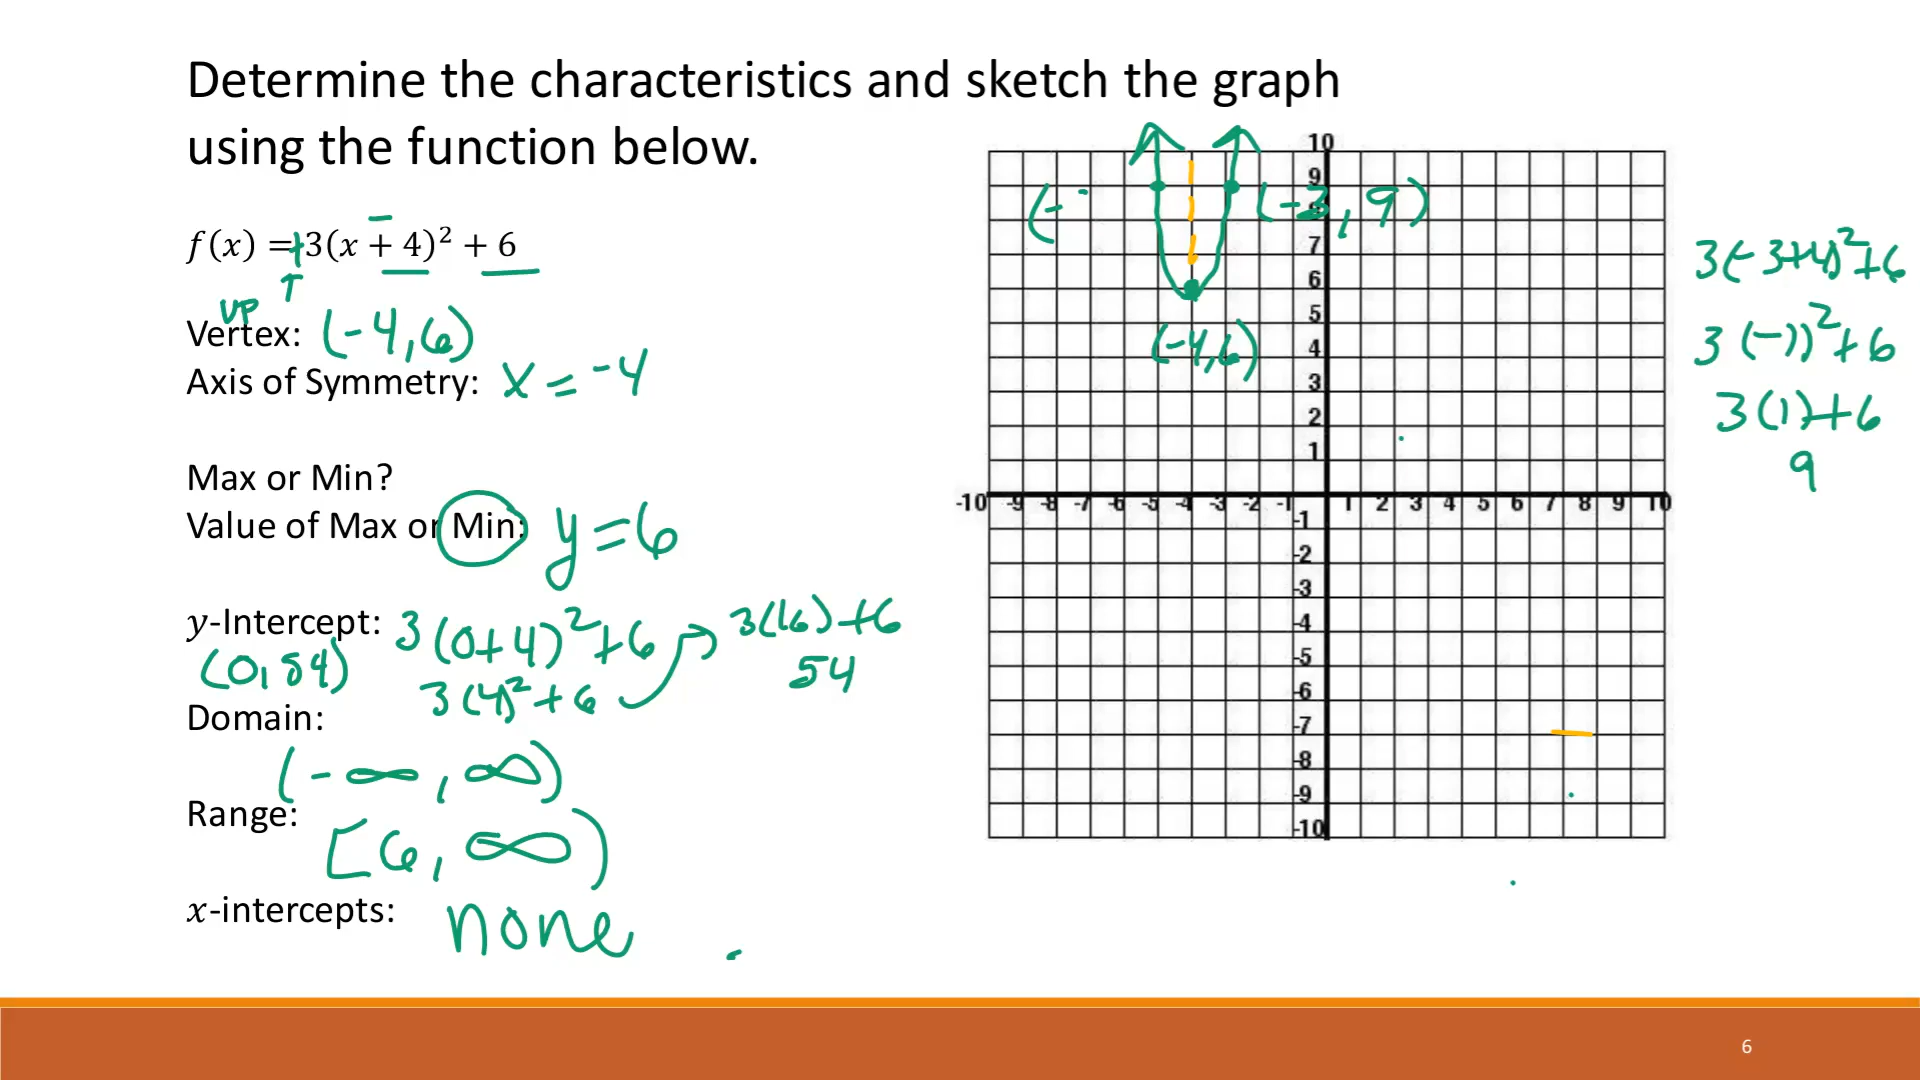 Determine the characteristics and sketch the graph
using the function below.
f(x) = +3(x + 4)² + 6
up ↑
Vertex: (-4,6)
Axis of Symmetry: x = -4
Max or Min?
Value of Max or Min: y = 6
y-Intercept: 3(0+4)²+6 → 3(16)+6
(0,54) 3(4)²+6 54
Domain:
(-∞, ∞)
Range:
[6, ∞)
x-intercepts: none
10
9
8
7
6
5
4
3
2
1
-10 -9 -8 -7 -6 -5 -4 -3 -2 -1 1 2 3 4 5 6 7 8 9 10
-1
-2
-3
-4
-5
-6
-7
-8
-9
-10
(-
(-3, 9)
(-4,6)
3(-3+4)²+6
3(1)+6
9
6